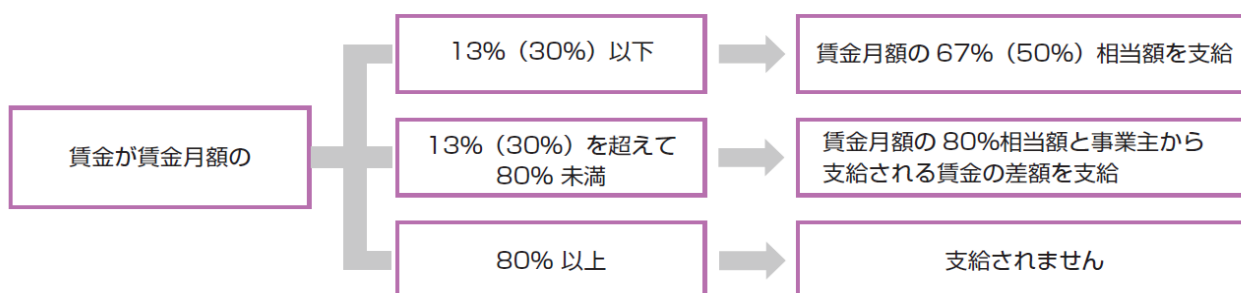 賃金が賃金月額の
13%（30%）以下
賃金月額の 67%（50%）相当額を支給
13%（30%）を超えて
80% 未満
賃金月額の 80%相当額と事業主から
支給される賃金の差額を支給
80% 以上
支給されません